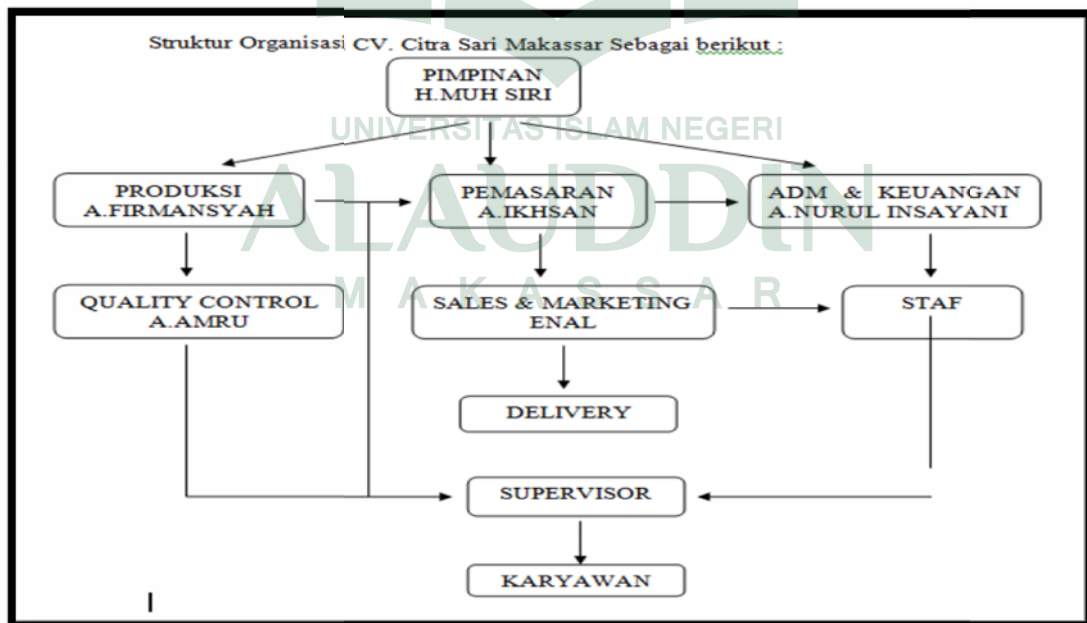 Struktur Organisasi CV. Citra Sari Makassar Sebagai berikut :
PIMPINAN
H.MUH SIRI
UNIVERSITAS ISLAM NEGERI
ALAUDDIN
MAKASSAR
PRODUKSI
A.FIRMANSYAH
PEMASARAN
A.IKHSAN
ADM & KEUANGAN
A.NURUL INSAYANI
QUALITY CONTROL
A.AMRU
SALES & MARKETING
ENAL
STAF
DELIVERY
SUPERVISOR
KARYAWAN